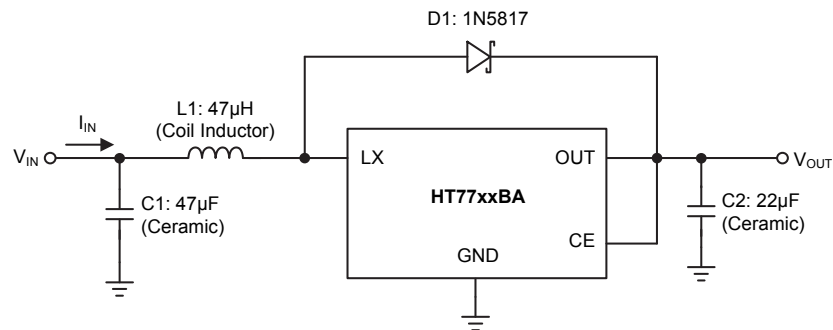 D1: 1N5817
L1: 47µH
(Coil Inductor)
I_IN
V_IN
LX
OUT
V_OUT
HT77xxBA
C1: 47µF
(Ceramic)
C2: 22µF
(Ceramic)
CE
GND